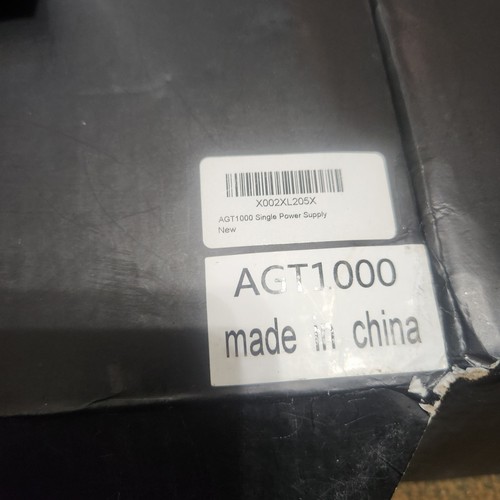 X002XL205X
AGT1000 Single Power Supply
New
AGT1000
made in china